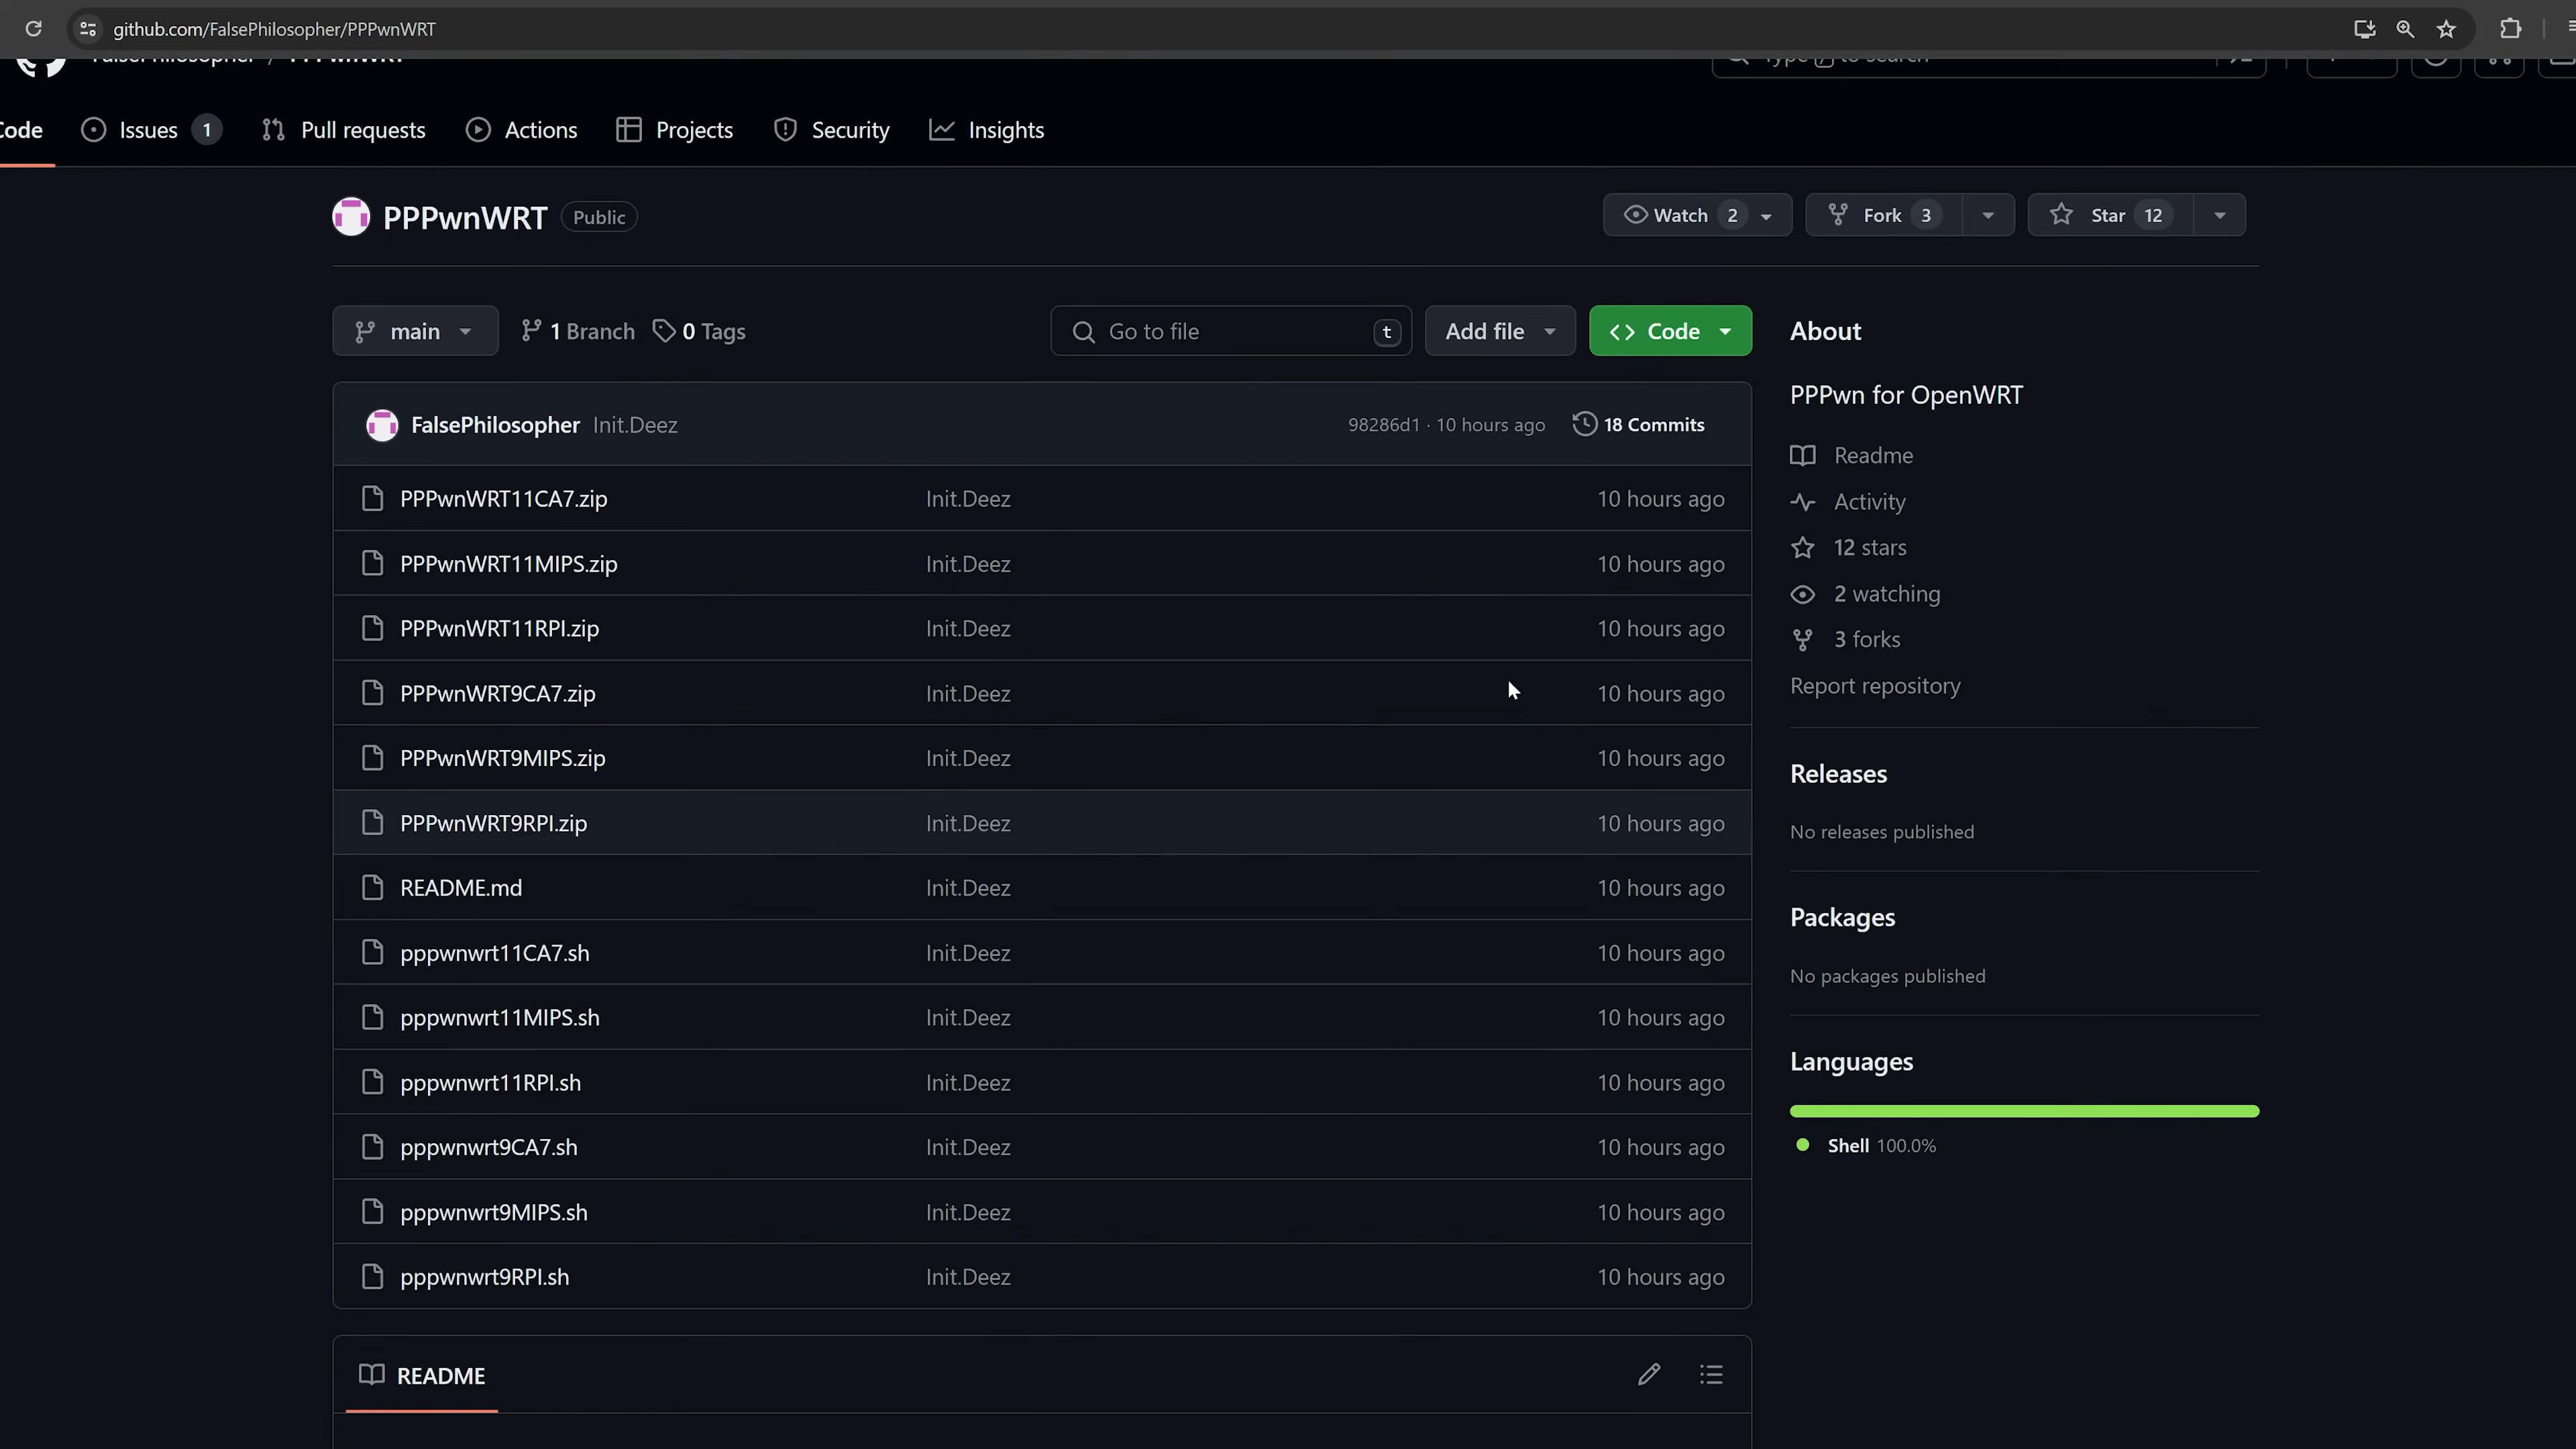 github.com/FalsePhilosopher/PPPwnWRT
FalsePhilosopher / PPPwnWRT
Type / to search
Code Issues 1 Pull requests Actions Projects Security Insights
PPPwnWRT Public
Watch 2 Fork 3 Star 12
main 1 Branch 0 Tags Go to file t Add file Code
FalsePhilosopher Init.Deez 98286d1 · 10 hours ago 18 Commits
PPPwnWRT11CA7.zip Init.Deez 10 hours ago
PPPwnWRT11MIPS.zip Init.Deez 10 hours ago
PPPwnWRT11RPI.zip Init.Deez 10 hours ago
PPPwnWRT9CA7.zip Init.Deez 10 hours ago
PPPwnWRT9MIPS.zip Init.Deez 10 hours ago
PPPwnWRT9RPI.zip Init.Deez 10 hours ago
README.md Init.Deez 10 hours ago
pppwnwrt11CA7.sh Init.Deez 10 hours ago
pppwnwrt11MIPS.sh Init.Deez 10 hours ago
pppwnwrt11RPI.sh Init.Deez 10 hours ago
pppwnwrt9CA7.sh Init.Deez 10 hours ago
pppwnwrt9MIPS.sh Init.Deez 10 hours ago
pppwnwrt9RPI.sh Init.Deez 10 hours ago
README
About
PPPwn for OpenWRT
Readme
Activity
12 stars
2 watching
3 forks
Report repository
Releases
No releases published
Packages
No packages published
Languages
Shell 100.0%